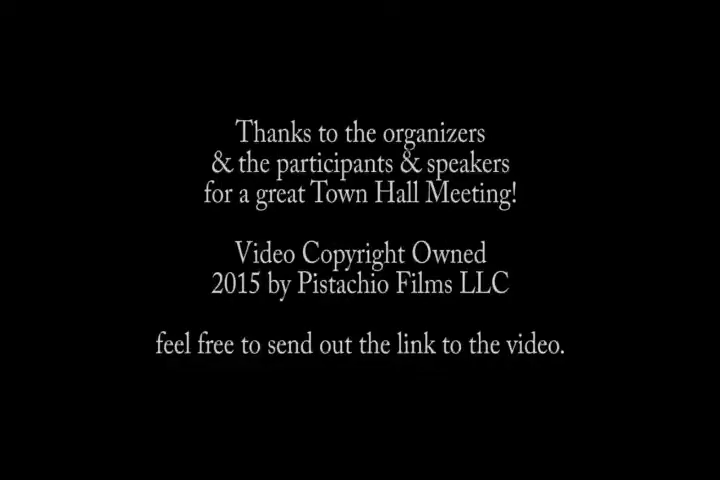 Thanks to the organizers
& the participants & speakers
for a great Town Hall Meeting!
Video Copyright Owned
2015 by Pistachio Films LLC
feel free to send out the link to the video.